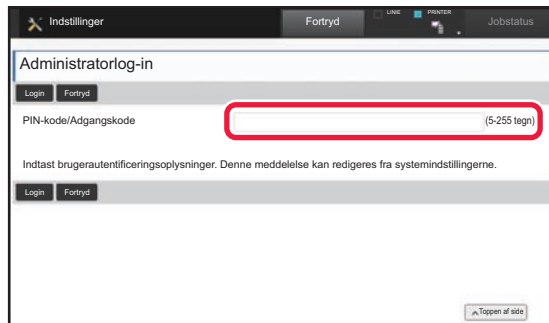 Indstillinger
Fortryd
LINIE
PRINTER
Jobstatus
Administratorlog-in
Login Fortryd
PIN-kode/Adgangskode (5-255 tegn)
Indtast brugerautentificeringsoplysninger. Denne meddelelse kan redigeres fra systemindstillingerne.
Login Fortryd
Toppen af side